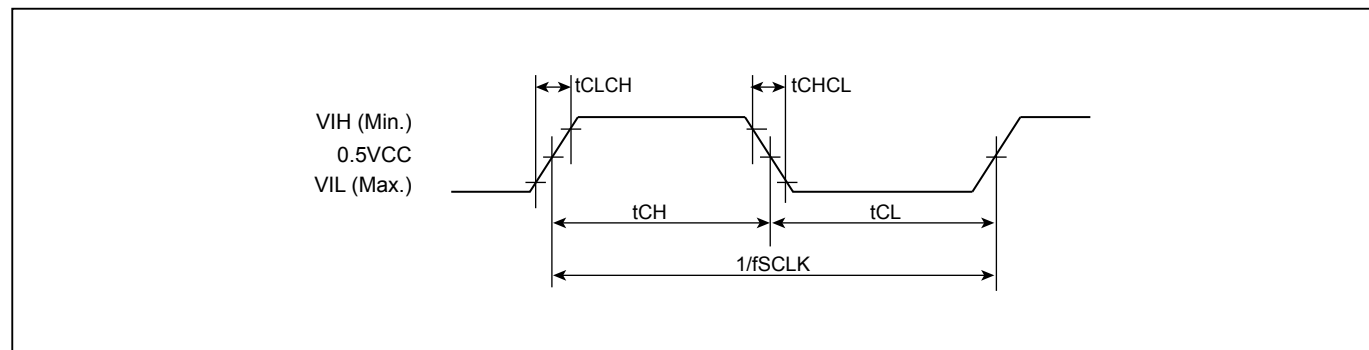 tCLCH
tCHCL
VIH (Min.)
0.5VCC
VIL (Max.)
tCH
tCL
1/fSCLK